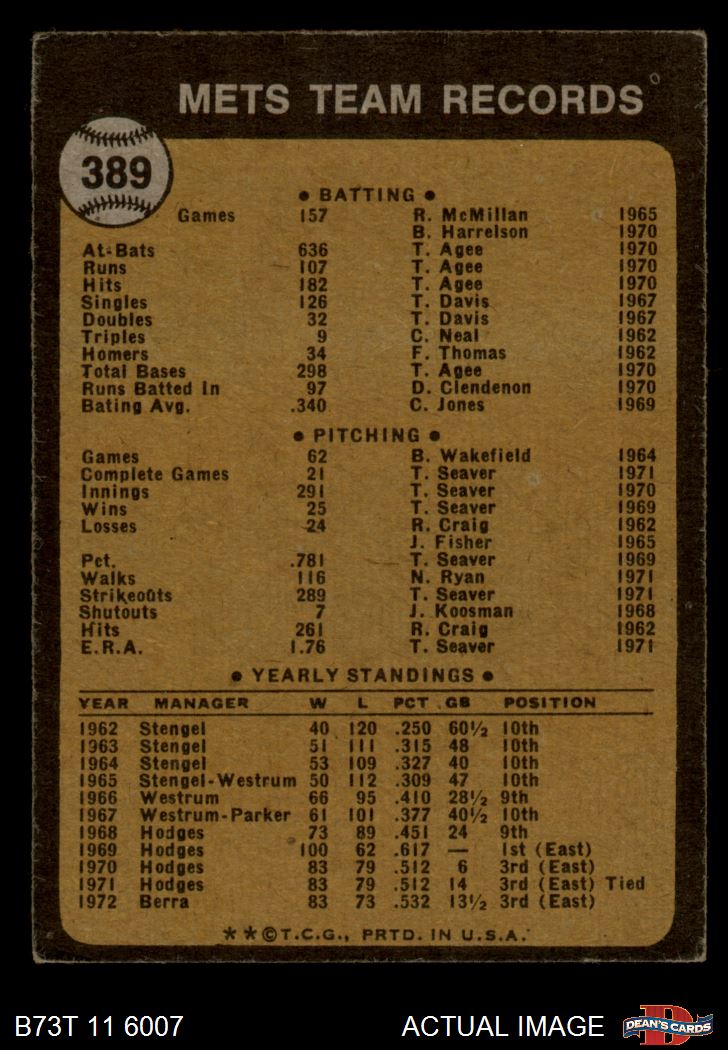 METS TEAM RECORDS
389
• BATTING •
Games 157 R. McMillan 1965
B. Harrelson 1970
At-Bats 636 T. Agee 1970
Runs 107 T. Agee 1970
Hits 182 T. Agee 1970
Singles 126 T. Davis 1967
Doubles 32 T. Davis 1967
Triples 9 C. Neal 1962
Homers 34 F. Thomas 1962
Total Bases 298 T. Agee 1970
Runs Batted In 97 D. Clendenon 1970
Bating Avg. .340 C. Jones 1969
• PITCHING •
Games 62 B. Wakefield 1964
Complete Games 21 T. Seaver 1971
Innings 291 T. Seaver 1970
Wins 25 T. Seaver 1969
Losses 24 R. Craig 1962
J. Fisher 1965
Pct. .781 T. Seaver 1969
Walks 116 N. Ryan 1971
Strikeouts 289 T. Seaver 1971
Shutouts 7 J. Koosman 1968
Hits 261 R. Craig 1962
E.R.A. 1.76 T. Seaver 1971
• YEARLY STANDINGS •
YEAR MANAGER W L PCT. GB POSITION
1962 Stengel 40 120 .250 60½ 10th
1963 Stengel 51 111 .315 48 10th
1964 Stengel 53 109 .327 40 10th
1965 Stengel-Westrum 50 112 .309 47 10th
1966 Westrum 66 95 .410 28½ 9th
1967 Westrum-Parker 61 101 .377 40½ 10th
1968 Hodges 73 89 .451 24 9th
1969 Hodges 100 62 .617 — 1st (East)
1970 Hodges 83 79 .512 6 3rd (East)
1971 Hodges 83 79 .512 14 3rd (East) Tied
1972 Berra 83 73 .532 13½ 3rd (East)
**©T.C.G., PRTD. IN U.S.A.
B73T 11 6007 ACTUAL IMAGE D DEAN'S CARDS